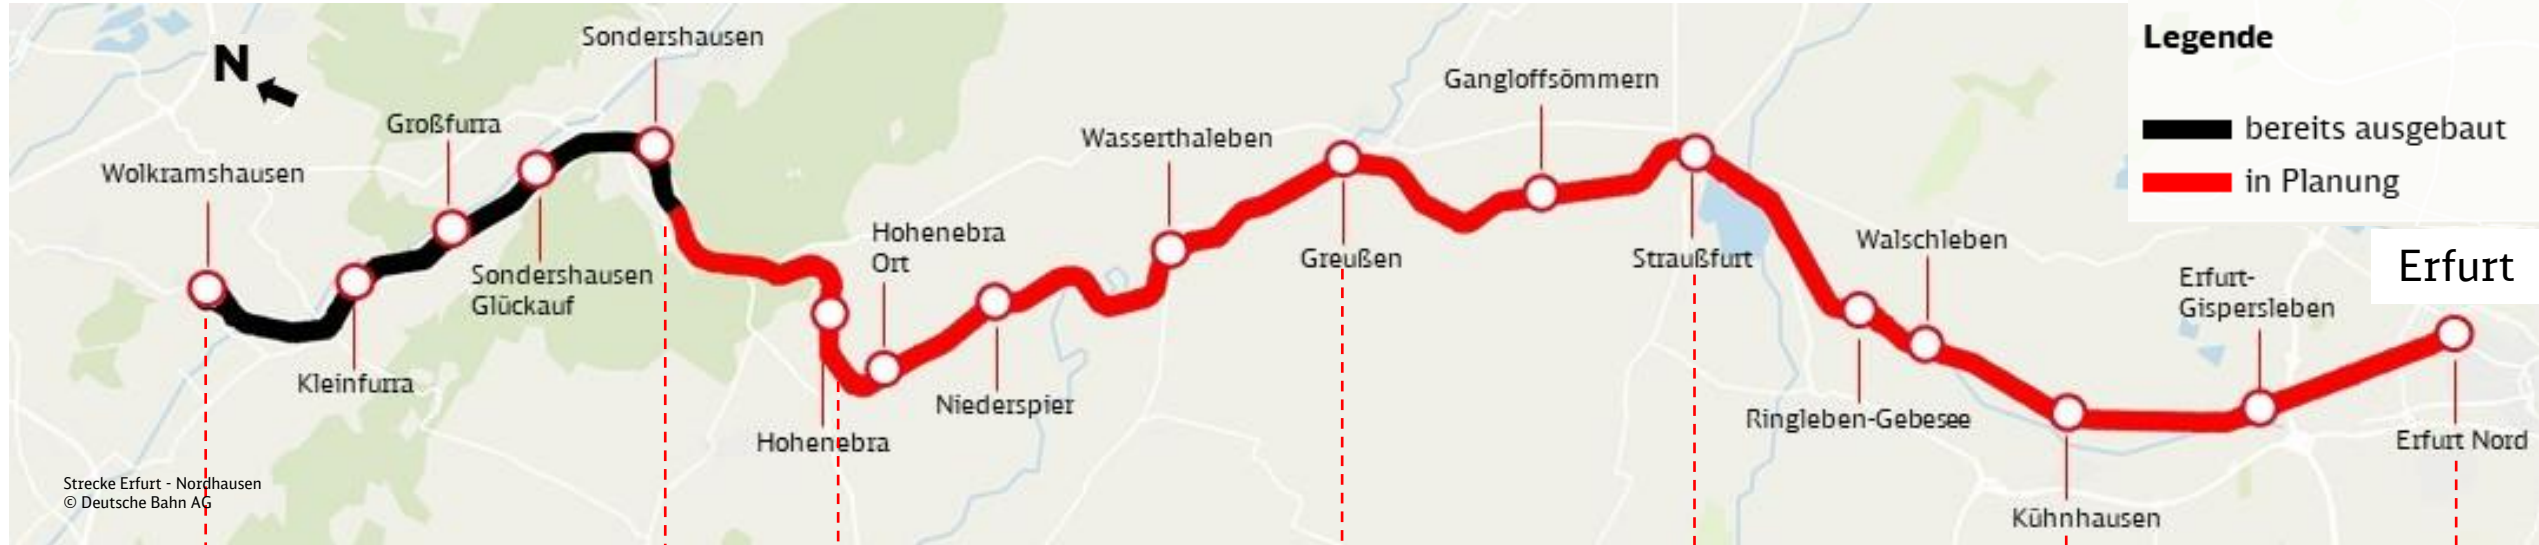 Sondershausen
Legende
N
Gangloffsömmern
Großfurra
bereits ausgebaut
Wasserthaleben
Wolkramshausen
in Planung
Hohenebra
Ort
Walschleben
Greußen
Straußfurt
Erfurt
Sondershausen
Glückauf
Erfurt-
Gispersleben
Kleinfurra
Niederspier
Ringleben-Gebesee
Hohenebra
Erfurt Nord
Strecke Erfurt - Nordhausen
© Deutsche Bahn AG
Kühnhausen